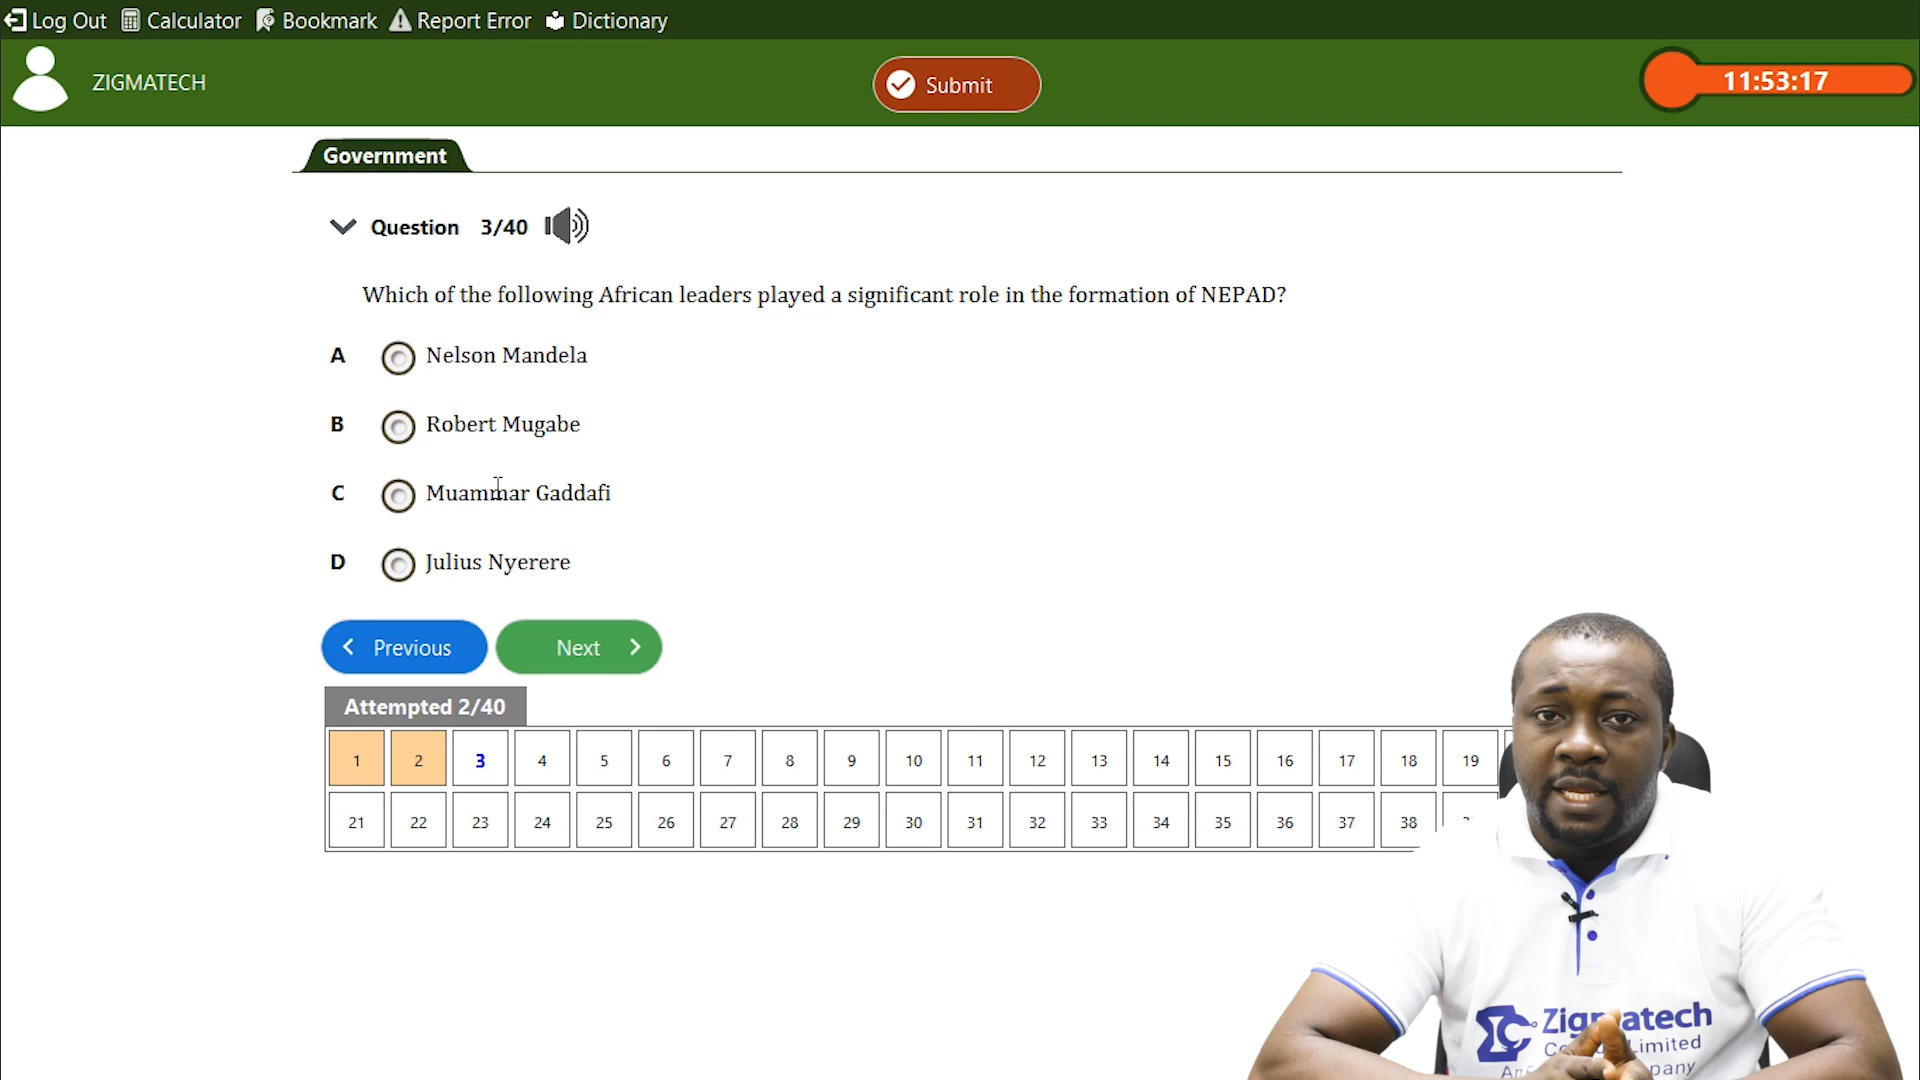 Log Out Calculator Bookmark Report Error Dictionary
ZIGMATECH
Submit
11:53:17
Government
Question 3/40
Which of the following African leaders played a significant role in the formation of NEPAD?
A Nelson Mandela
B Robert Mugabe
C Muammar Gaddafi
D Julius Nyerere
Previous Next
Attempted 2/40
1 2 3 4 5 6 7 8 9 10 11 12 13 14 15 16 17 18 19
21 22 23 24 25 26 27 28 29 30 31 32 33 34 35 36 37 38
Limited